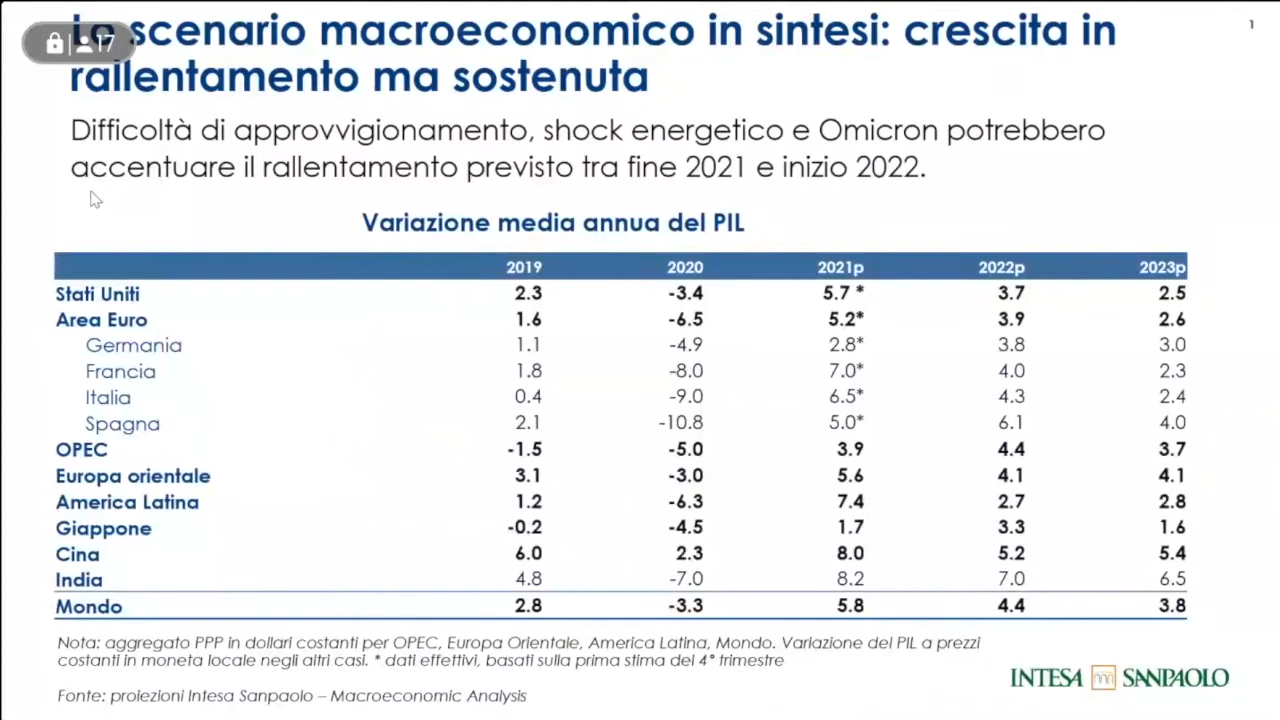 Lo scenario macroeconomico in sintesi: crescita in
rallentamento ma sostenuta
1
17
Difficoltà di approvvigionamento, shock energetico e Omicron potrebbero
accentuare il rallentamento previsto tra fine 2021 e inizio 2022.
Variazione media annua del PIL
2019 2020 2021p 2022p 2023p
Stati Uniti 2.3 -3.4 5.7 * 3.7 2.5
Area Euro 1.6 -6.5 5.2* 3.9 2.6
Germania 1.1 -4.9 2.8* 3.8 3.0
Francia 1.8 -8.0 7.0* 4.0 2.3
Italia 0.4 -9.0 6.5* 4.3 2.4
Spagna 2.1 -10.8 5.0* 6.1 4.0
OPEC -1.5 -5.0 3.9 4.4 3.7
Europa orientale 3.1 -3.0 5.6 4.1 4.1
America Latina 1.2 -6.3 7.4 2.7 2.8
Giappone -0.2 -4.5 1.7 3.3 1.6
Cina 6.0 2.3 8.0 5.2 5.4
India 4.8 -7.0 8.2 7.0 6.5
Mondo 2.8 -3.3 5.8 4.4 3.8
Nota: aggregato PPP in dollari costanti per OPEC, Europa Orientale, America Latina, Mondo. Variazione del PIL a prezzi
costanti in moneta locale negli altri casi. * dati effettivi, basati sulla prima stima del 4° trimestre
Fonte: proiezioni Intesa Sanpaolo – Macroeconomic Analysis
INTESA SANPAOLO